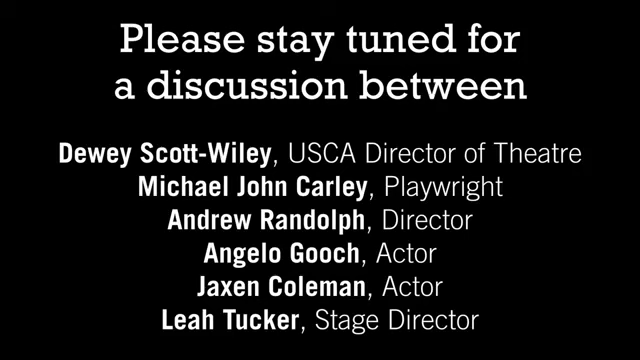 Please stay tuned for
a discussion between
Dewey Scott-Wiley, USCA Director of Theatre
Michael John Carley, Playwright
Andrew Randolph, Director
Angelo Gooch, Actor
Jaxen Coleman, Actor
Leah Tucker, Stage Director